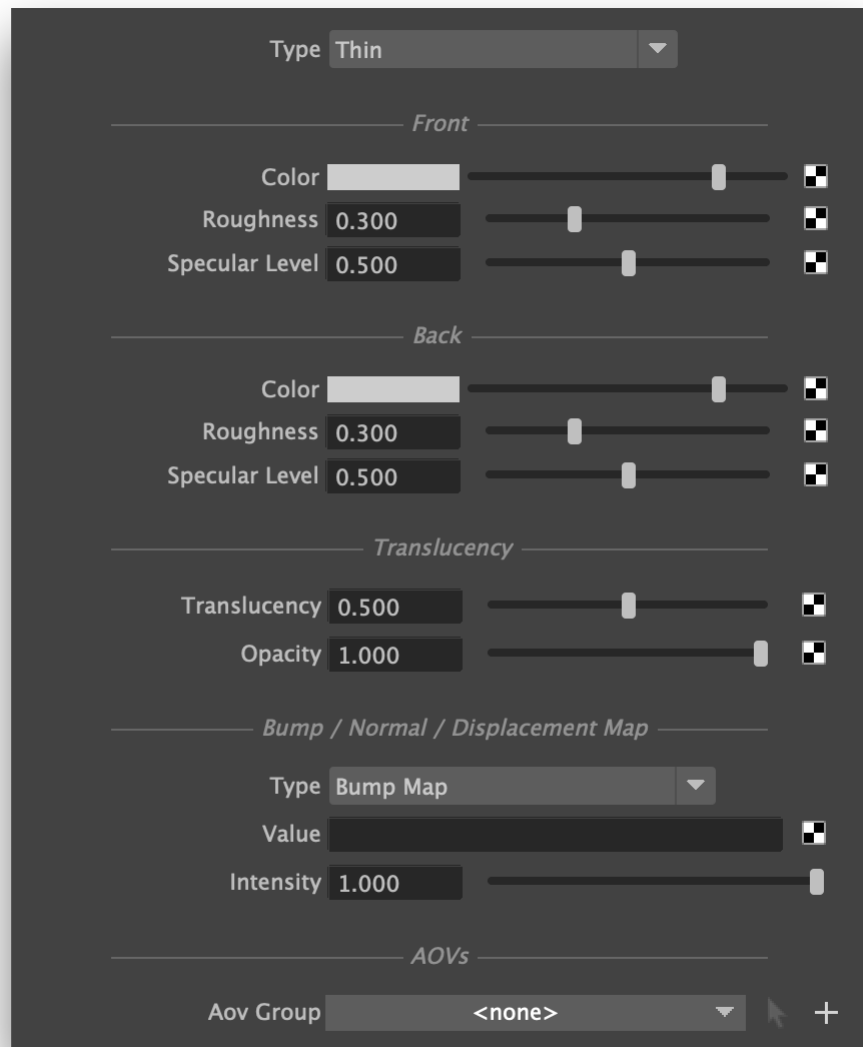 Type Thin
Front
Color
Roughness 0.300
Specular Level 0.500
Back
Color
Roughness 0.300
Specular Level 0.500
Translucency
Translucency 0.500
Opacity 1.000
Bump / Normal / Displacement Map
Type Bump Map
Value
Intensity 1.000
AOVs
Aov Group <none>